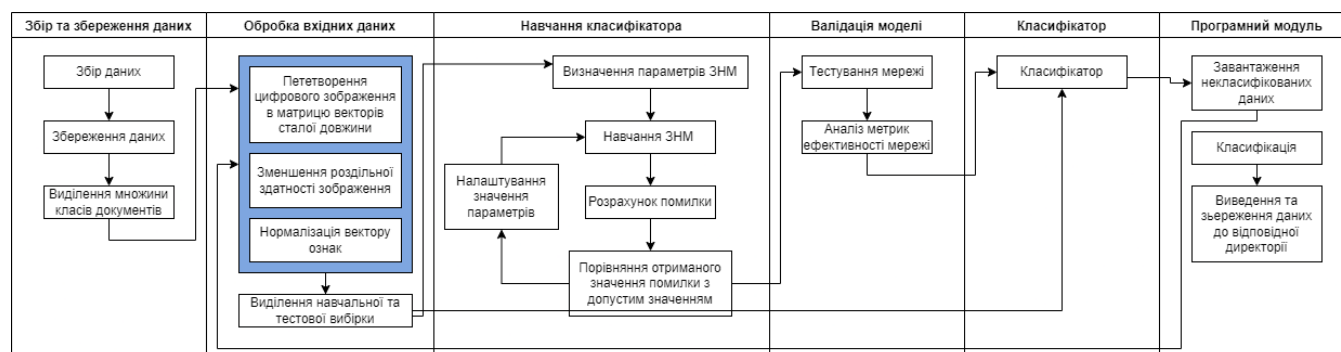 Збір та збереження даних
Обробка вхідних даних
Навчання класифікатора
Валідація моделі
Класифікатор
Програмний модуль
Збір даних
Збереження даних
Виділення множини
класів документів
Пететворення
цифрового зображення
в матрицю векторів
сталої довжини
Зменшення роздільної
здатності зображення
Нормалізація вектору
ознак
Виділення навчальної та
тестової вибірки
Визначення параметрів ЗНМ
Навчання ЗНМ
Налаштування
значення
параметрів
Розрахунок помилки
Порівняння отриманого
значення помилки з
допустим значенням
Тестування мережі
Аналіз метрик
ефективності мережі
Класифікатор
Завантаження
некласифікованих
даних
Класифікація
Виведення та
зьереження даних
до відповідної
директорії